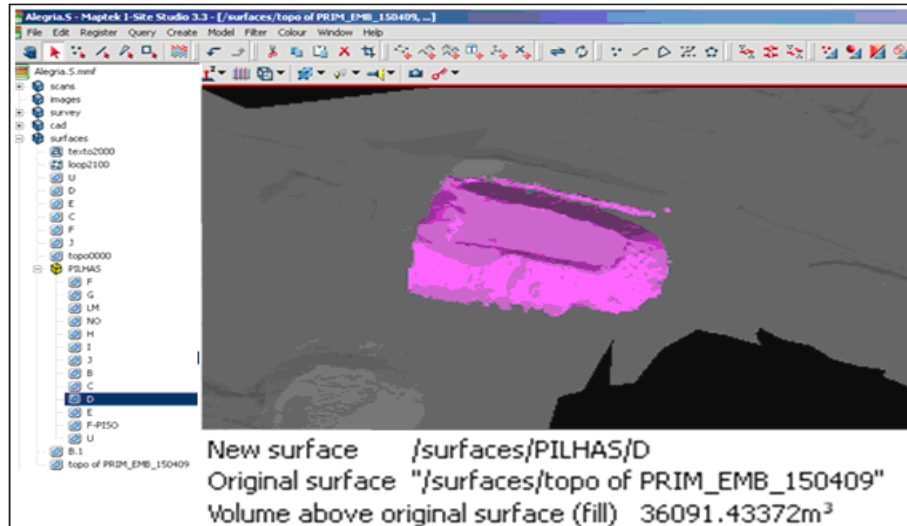 Alegria.S - Maptek I-Site Studio 3.3 - [/surfaces/topo of PRIM_EMB_150409, ...]
File Edit Register Query Create Model Filter Colour Window Help
Alegria.S.mmf
scans
images
survey
cad
surfaces
texto2000
loop2100
U
D
E
C
F
J
topo0000
PILHAS
F
G
LM
NO
H
I
J
B
C
D
E
F-PISO
U
B.1
topo of PRIM_EMB_150409
New surface /surfaces/PILHAS/D
Original surface "/surfaces/topo of PRIM_EMB_150409"
Volume above original surface (fill) 36091.43372m³